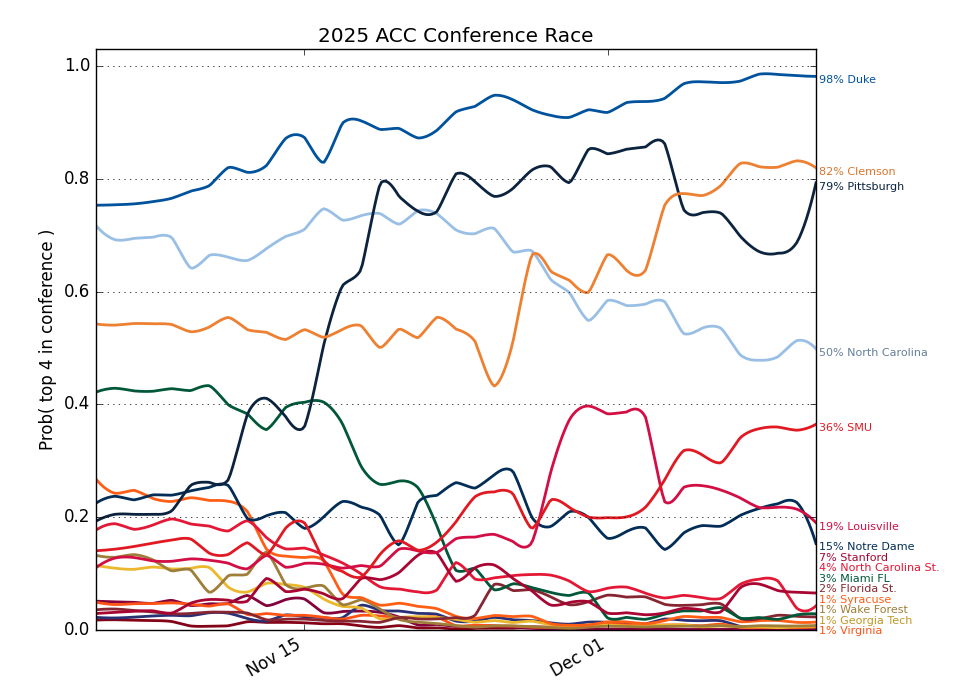 2025 ACC Conference Race
Prob( top 4 in conference )
1.0
0.8
0.6
0.4
0.2
0.0
Nov 15
Dec 01
98% Duke
82% Clemson
79% Pittsburgh
50% North Carolina
36% SMU
19% Louisville
15% Notre Dame
7% Stanford
4% North Carolina St.
3% Miami FL
2% Florida St.
1% Syracuse
1% Wake Forest
1% Georgia Tech
1% Virginia